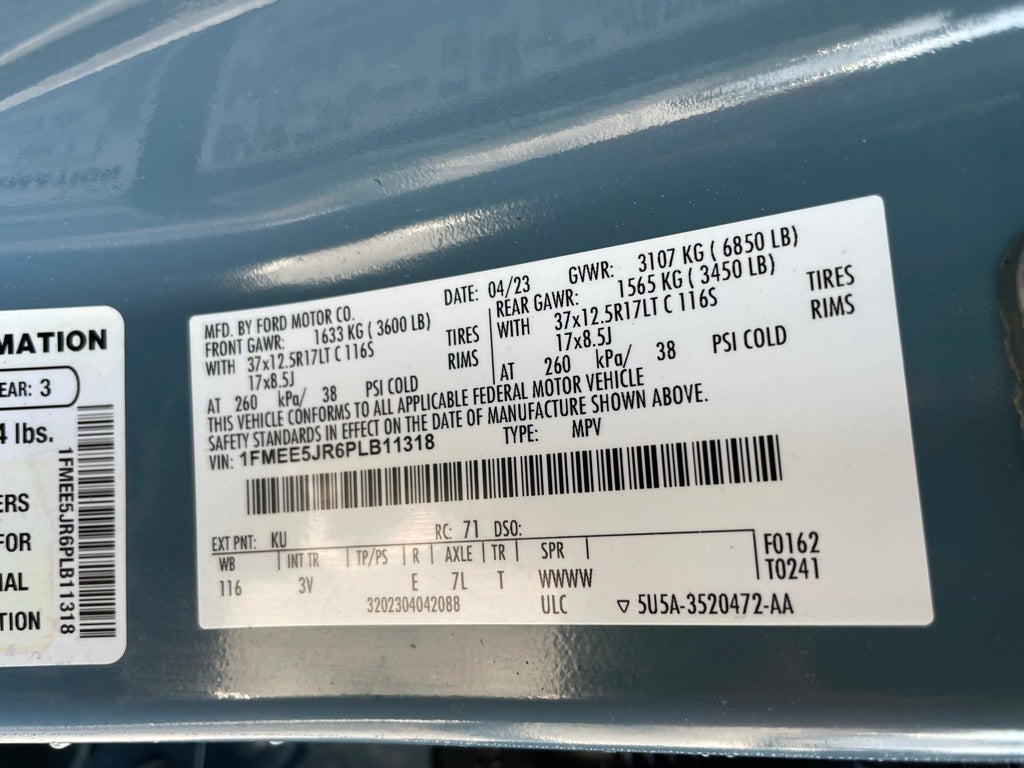 MATION
EAR: 3
4 lbs.
ERS
FOR
IAL
TION
1FMEE5JR6PLB11318
MFD. BY FORD MOTOR CO.
DATE: 04/23
GVWR: 3107 KG ( 6850 LB)
FRONT GAWR: 1633 KG ( 3600 LB)
WITH 37x12.5R17LT C 116S TIRES
17x8.5J RIMS
AT 260 kPa/ 38 PSI COLD
REAR GAWR: 1565 KG ( 3450 LB)
WITH 37x12.5R17LT C 116S TIRES
17x8.5J RIMS
AT 260 kPa/ 38 PSI COLD
THIS VEHICLE CONFORMS TO ALL APPLICABLE FEDERAL MOTOR VEHICLE
SAFETY STANDARDS IN EFFECT ON THE DATE OF MANUFACTURE SHOWN ABOVE.
VIN: 1FMEE5JR6PLB11318
TYPE: MPV
EXT PNT: KU RC: 71 DSO:
WB INT TR TP/PS R AXLE TR SPR
116 3V E 7L T WWWW
F0162
T0241
3202304042088 ULC 5U5A-3520472-AA